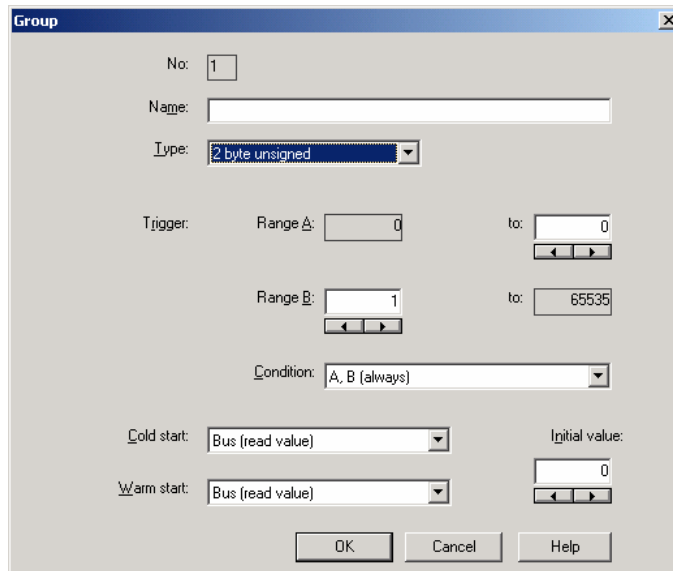 Group
No: 1
Name:
Type: 2 byte unsigned
Trigger: Range A: 0 to: 0
Range B: 1 to: 65535
Condition: A, B (always)
Cold start: Bus (read value) Initial value:
0
Warm start: Bus (read value)
OK Cancel Help